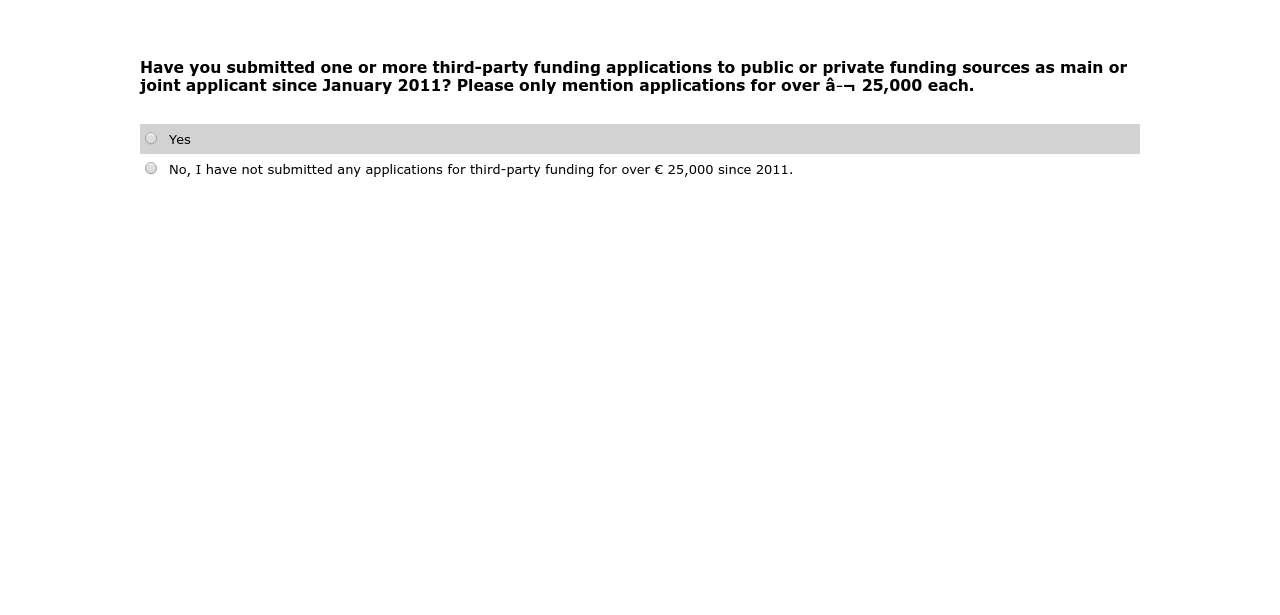 Have you submitted one or more third-party funding applications to public or private funding sources as main or
joint applicant since January 2011? Please only mention applications for over â-¬ 25,000 each.
Yes
No, I have not submitted any applications for third-party funding for over € 25,000 since 2011.